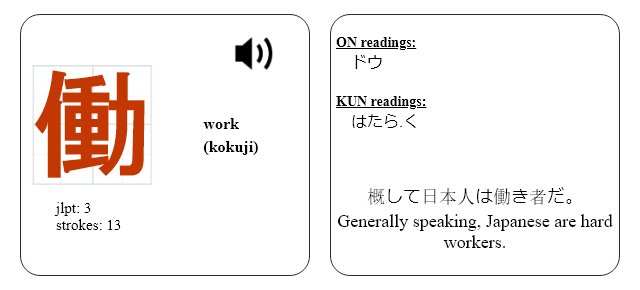 働
work
(kokuji)
jlpt: 3
strokes: 13
ON readings:
ドウ
KUN readings:
はたら.く
概して日本人は働き者だ。
Generally speaking, Japanese are hard
workers.